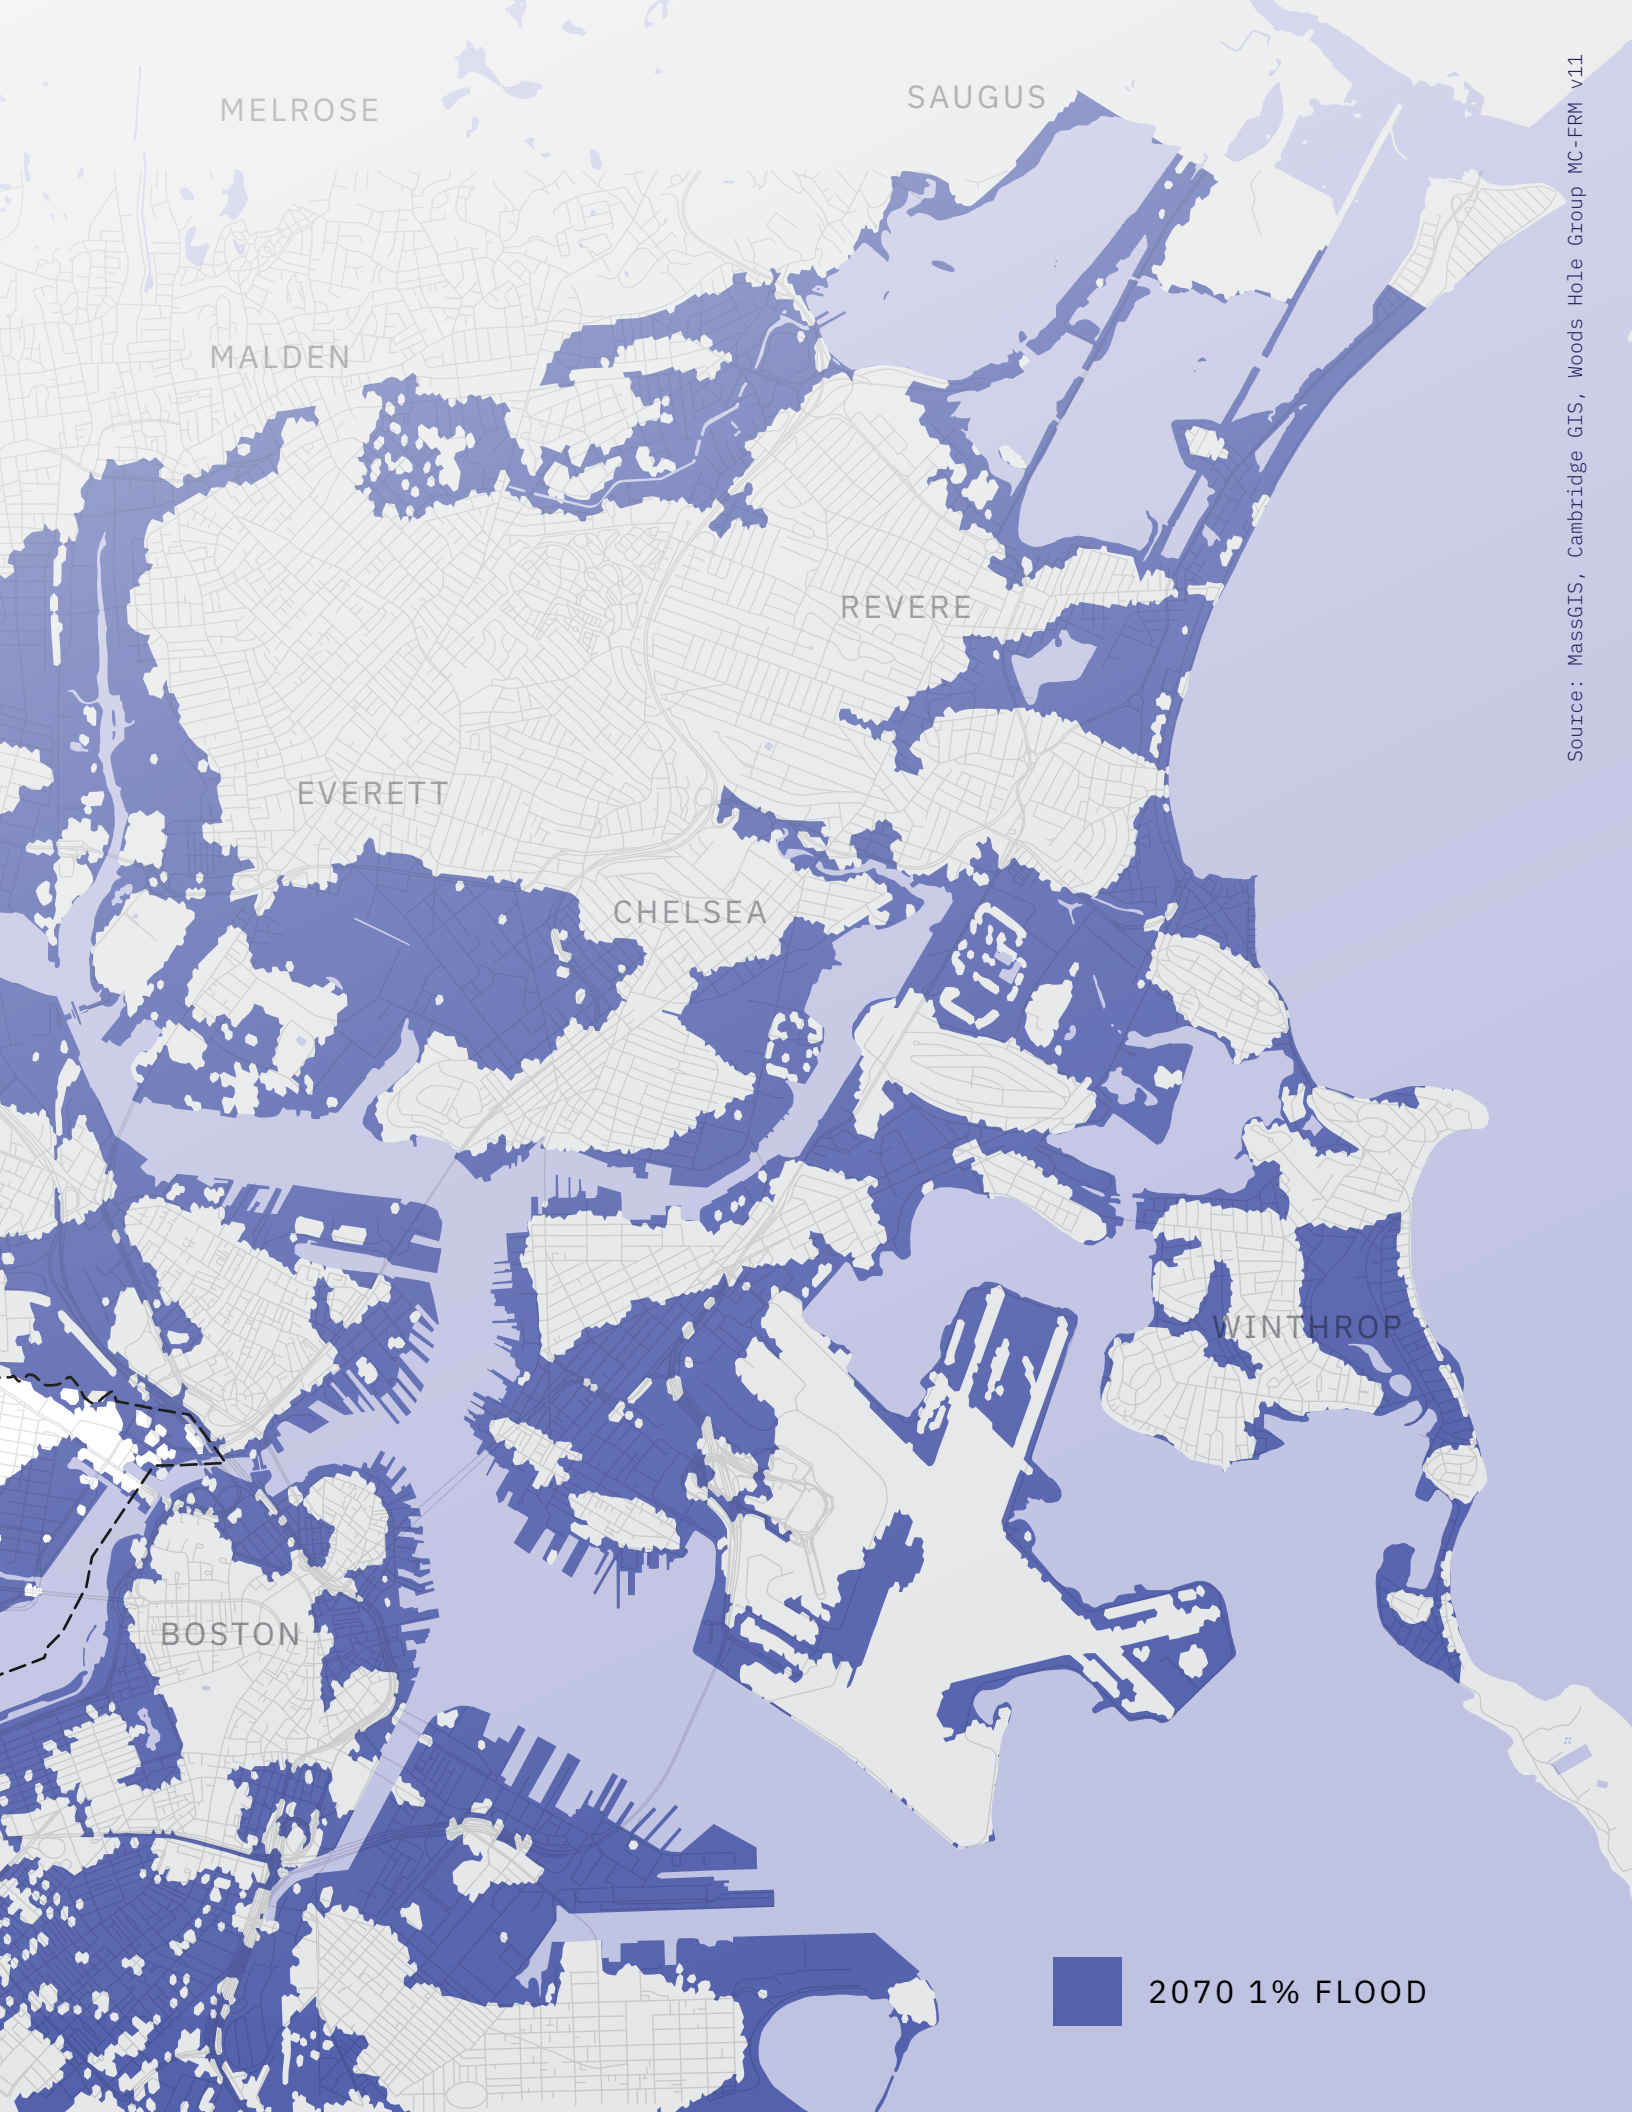 MELROSE
SAUGUS
Source: MassGIS, Cambridge GIS, Woods Hole Group MC-FRM v11
MALDEN
REVERE
EVERETT
CHELSEA
WINTHROP
BOSTON
2070 1% FLOOD